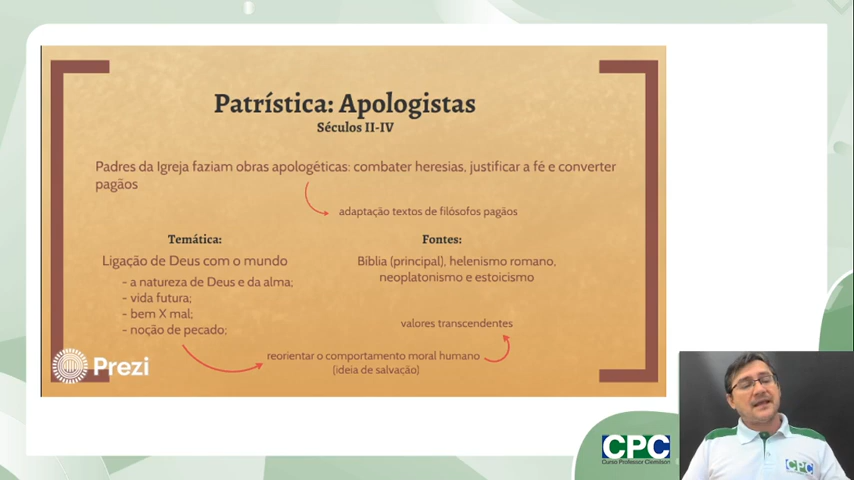 Patrística: Apologistas
Séculos II-IV
Padres da Igreja faziam obras apologéticas: combater heresias, justificar a fé e converter
pagãos
adaptação textos de filósofos pagãos
Temática:
Ligação de Deus com o mundo
- a natureza de Deus e da alma;
- vida futura;
- bem X mal;
- noção de pecado;
Fontes:
Bíblia (principal), helenismo romano,
neoplatonismo e estoicismo
valores transcendentes
reorientar o comportamento moral humano
(ideia de salvação)
Prezi
CPC
Curso Professor Clemilson
CPC